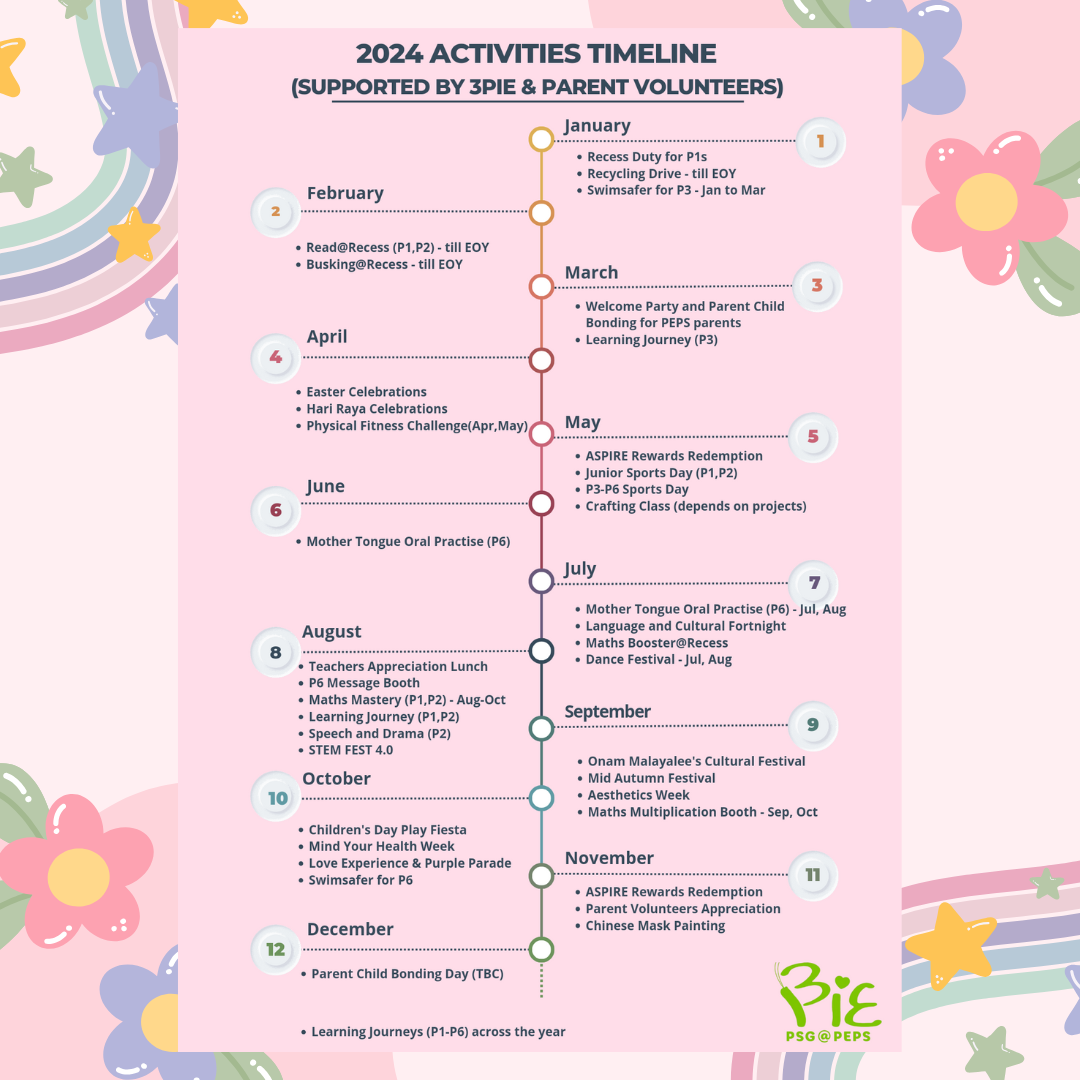 2024 ACTIVITIES TIMELINE
(SUPPORTED BY 3PIE & PARENT VOLUNTEERS)
January
1
• Recess Duty for P1s
• Recycling Drive - till EOY
• Swimsafer for P3 - Jan to Mar
2
February
• Read@Recess (P1,P2) - till EOY
• Busking@Recess - till EOY
March
3
• Welcome Party and Parent Child
Bonding for PEPS parents
• Learning Journey (P3)
4
April
• Easter Celebrations
• Hari Raya Celebrations
• Physical Fitness Challenge(Apr,May)
May
5
• ASPIRE Rewards Redemption
• Junior Sports Day (P1,P2)
• P3-P6 Sports Day
• Crafting Class (depends on projects)
6
June
• Mother Tongue Oral Practise (P6)
July
7
• Mother Tongue Oral Practise (P6) - Jul, Aug
• Language and Cultural Fortnight
• Maths Booster@Recess
• Dance Festival - Jul, Aug
8
August
• Teachers Appreciation Lunch
• P6 Message Booth
• Maths Mastery (P1,P2) - Aug-Oct
• Learning Journey (P1,P2)
• Speech and Drama (P2)
• STEM FEST 4.0
September
9
• Onam Malayalee's Cultural Festival
• Mid Autumn Festival
• Aesthetics Week
• Maths Multiplication Booth - Sep, Oct
10
October
• Children's Day Play Fiesta
• Mind Your Health Week
• Love Experience & Purple Parade
• Swimsafer for P6
November
11
• ASPIRE Rewards Redemption
• Parent Volunteers Appreciation
• Chinese Mask Painting
12
December
• Parent Child Bonding Day (TBC)
• Learning Journeys (P1-P6) across the year
3PiE
PSG@PEPS